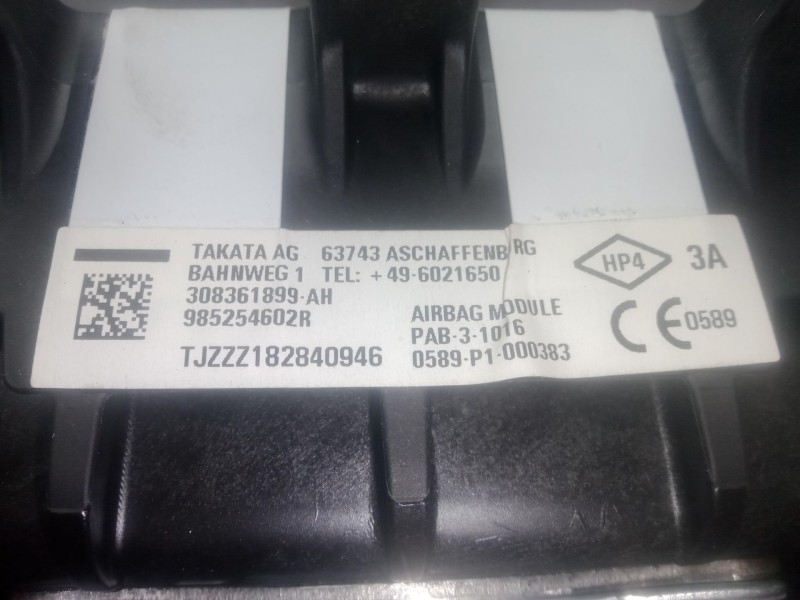 TAKATA AG 63743 ASCHAFFENBURG
BAHNWEG 1 TEL: +49-6021650
308361899-AH
985254602R
TJZZZ182840946
AIRBAG MODULE
PAB-3-1016
0589-P1-000383
HP4
3A
CE 0589